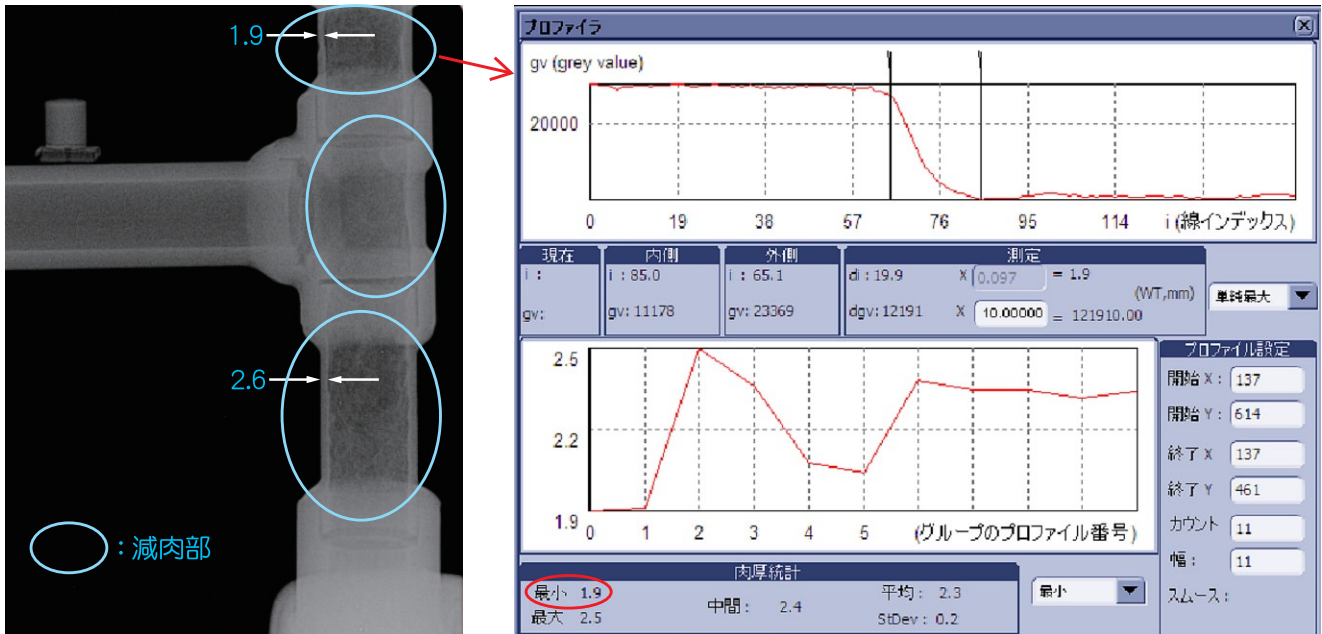 1.9
2.6
：減肉部
プロファイラ
gv (grey value)
20000
0 19 38 57 76 95 114 i (線インデックス)
現在 内側 外側 測定
i : i : 85.0 i : 65.1 di : 19.9 X 0.097 = 1.9
(WT,mm) 単純最大
gv: gv: 11178 gv: 23369 dgv: 12191 X 10.00000 = 121910.00
2.5
2.2
1.9
0 1 2 3 4 5 (グループのプロファイル番号)
プロファイル設定
開始 X : 137
開始 Y : 614
終了 X 137
終了 Y 461
カウント 11
幅 : 11
スムース :
肉厚統計
最小 1.9 中間 : 2.4 平均 : 2.3
最大 2.5 StDev : 0.2
最小